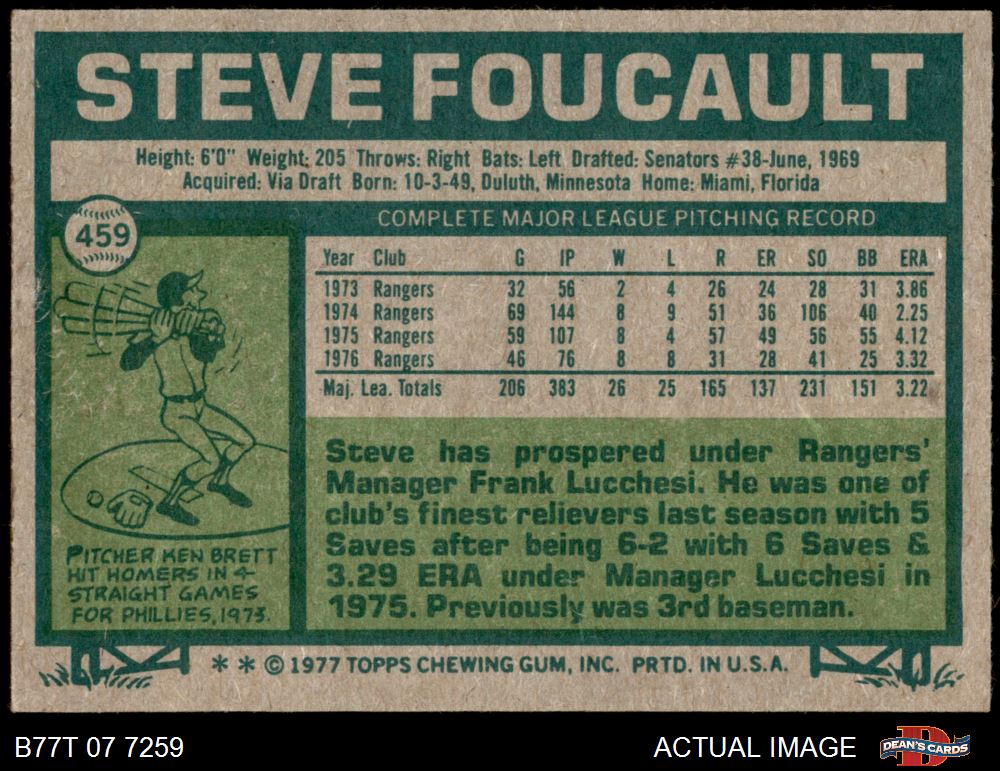 STEVE FOUCAULT
Height: 6'0" Weight: 205 Throws: Right Bats: Left Drafted: Senators #38-June, 1969
Acquired: Via Draft Born: 10-3-49, Duluth, Minnesota Home: Miami, Florida
459
COMPLETE MAJOR LEAGUE PITCHING RECORD
Year Club G IP W L R ER SO BB ERA
1973 Rangers 32 56 2 4 26 24 28 31 3.86
1974 Rangers 69 144 8 9 51 36 106 40 2.25
1975 Rangers 59 107 8 4 57 49 56 55 4.12
1976 Rangers 46 76 8 8 31 28 41 25 3.32
Maj. Lea. Totals 206 383 26 25 165 137 231 151 3.22
Steve has prospered under Rangers'
Manager Frank Lucchesi. He was one of
club's finest relievers last season with 5
Saves after being 6-2 with 6 Saves &
3.29 ERA under Manager Lucchesi in
1975. Previously was 3rd baseman.
PITCHER KEN BRETT
HIT HOMERS IN 4
STRAIGHT GAMES
FOR PHILLIES, 1973.
* * © 1977 TOPPS CHEWING GUM, INC. PRTD. IN U.S.A.
B77T 07 7259
ACTUAL IMAGE
DEAN'S CARDS